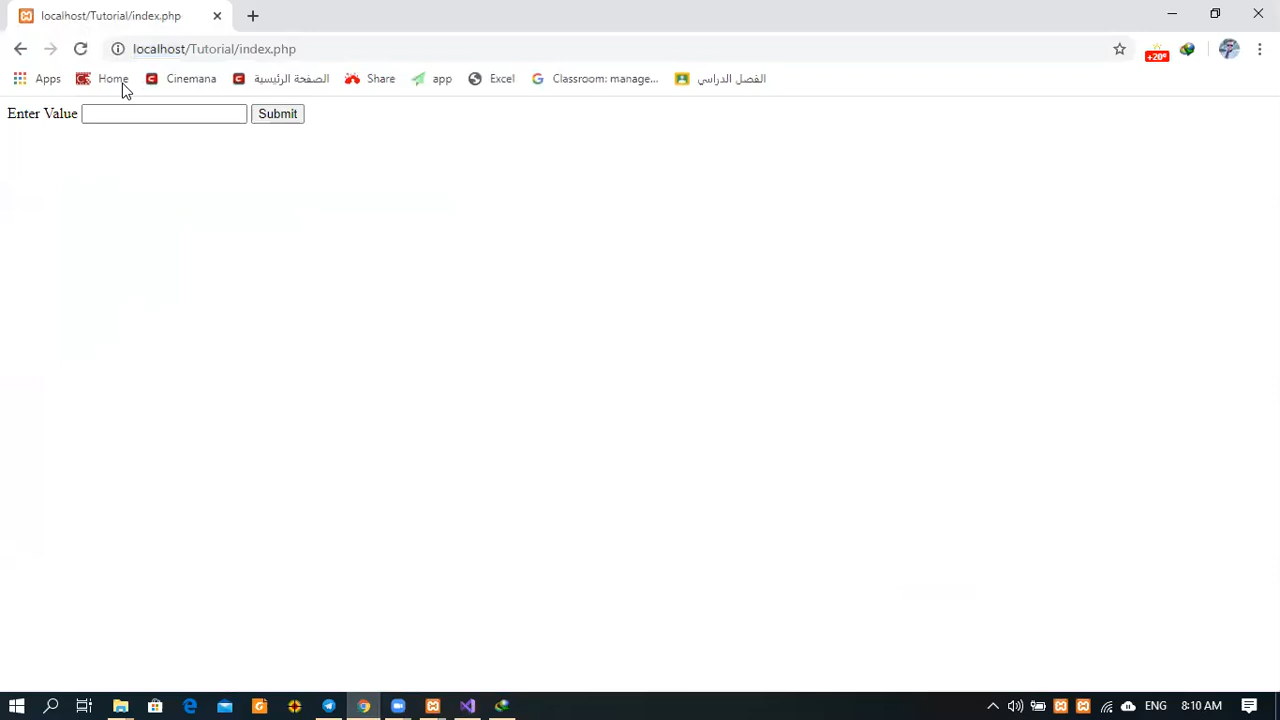 localhost/Tutorial/index.php
localhost/Tutorial/index.php
+20°
Apps Home Cinemana الصفحة الرئيسية Share app Excel Classroom: manage... الفصل الدراسي
Enter Value Submit
ENG 8:10 AM